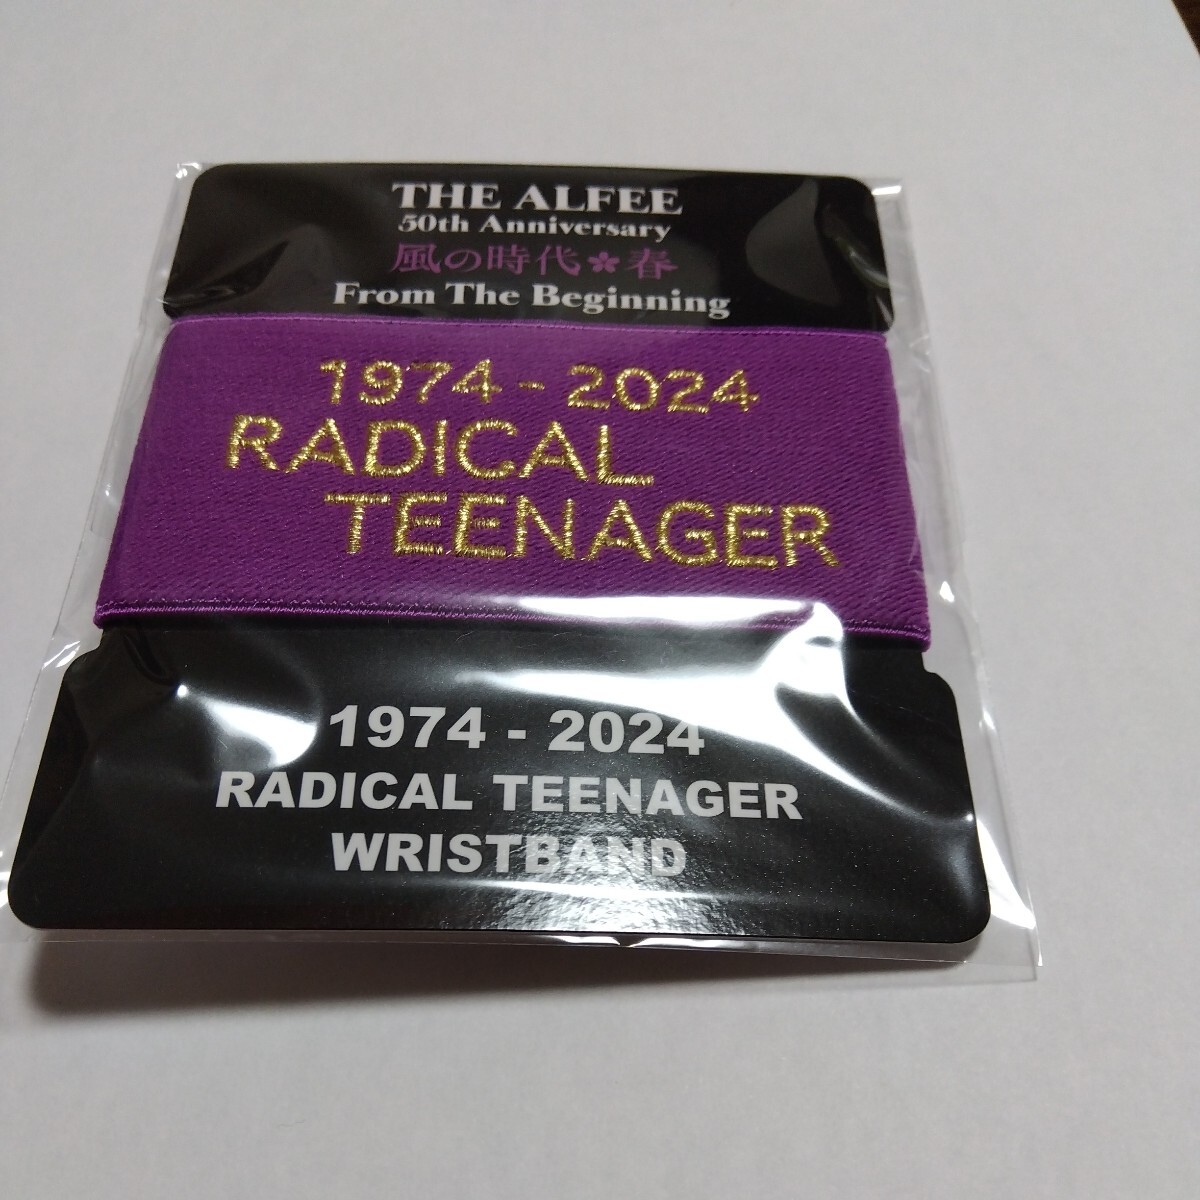 THE ALFEE
50th Anniversary
風の時代✽春
From The Beginning
1974 - 2024
RADICAL
TEENAGER
1974 - 2024
RADICAL TEENAGER
WRISTBAND